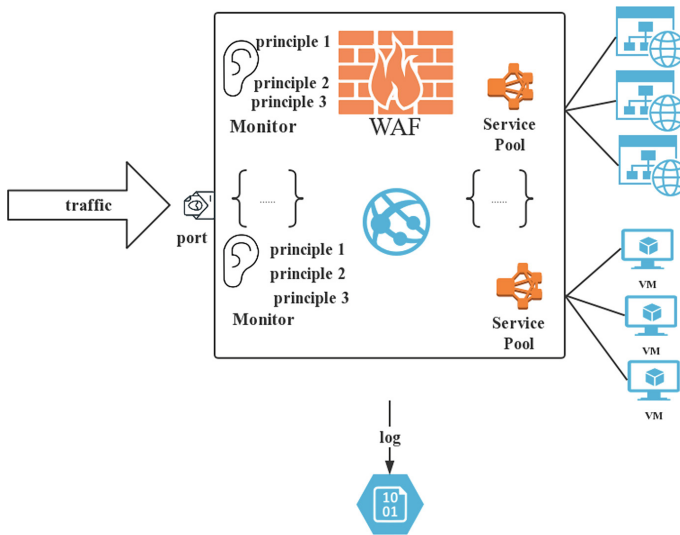 principle 1
principle 2
principle 3
Monitor
WAF
Service
Pool
traffic
port
......
......
principle 1
principle 2
principle 3
Monitor
Service
Pool
VM
VM
VM
log
10
01